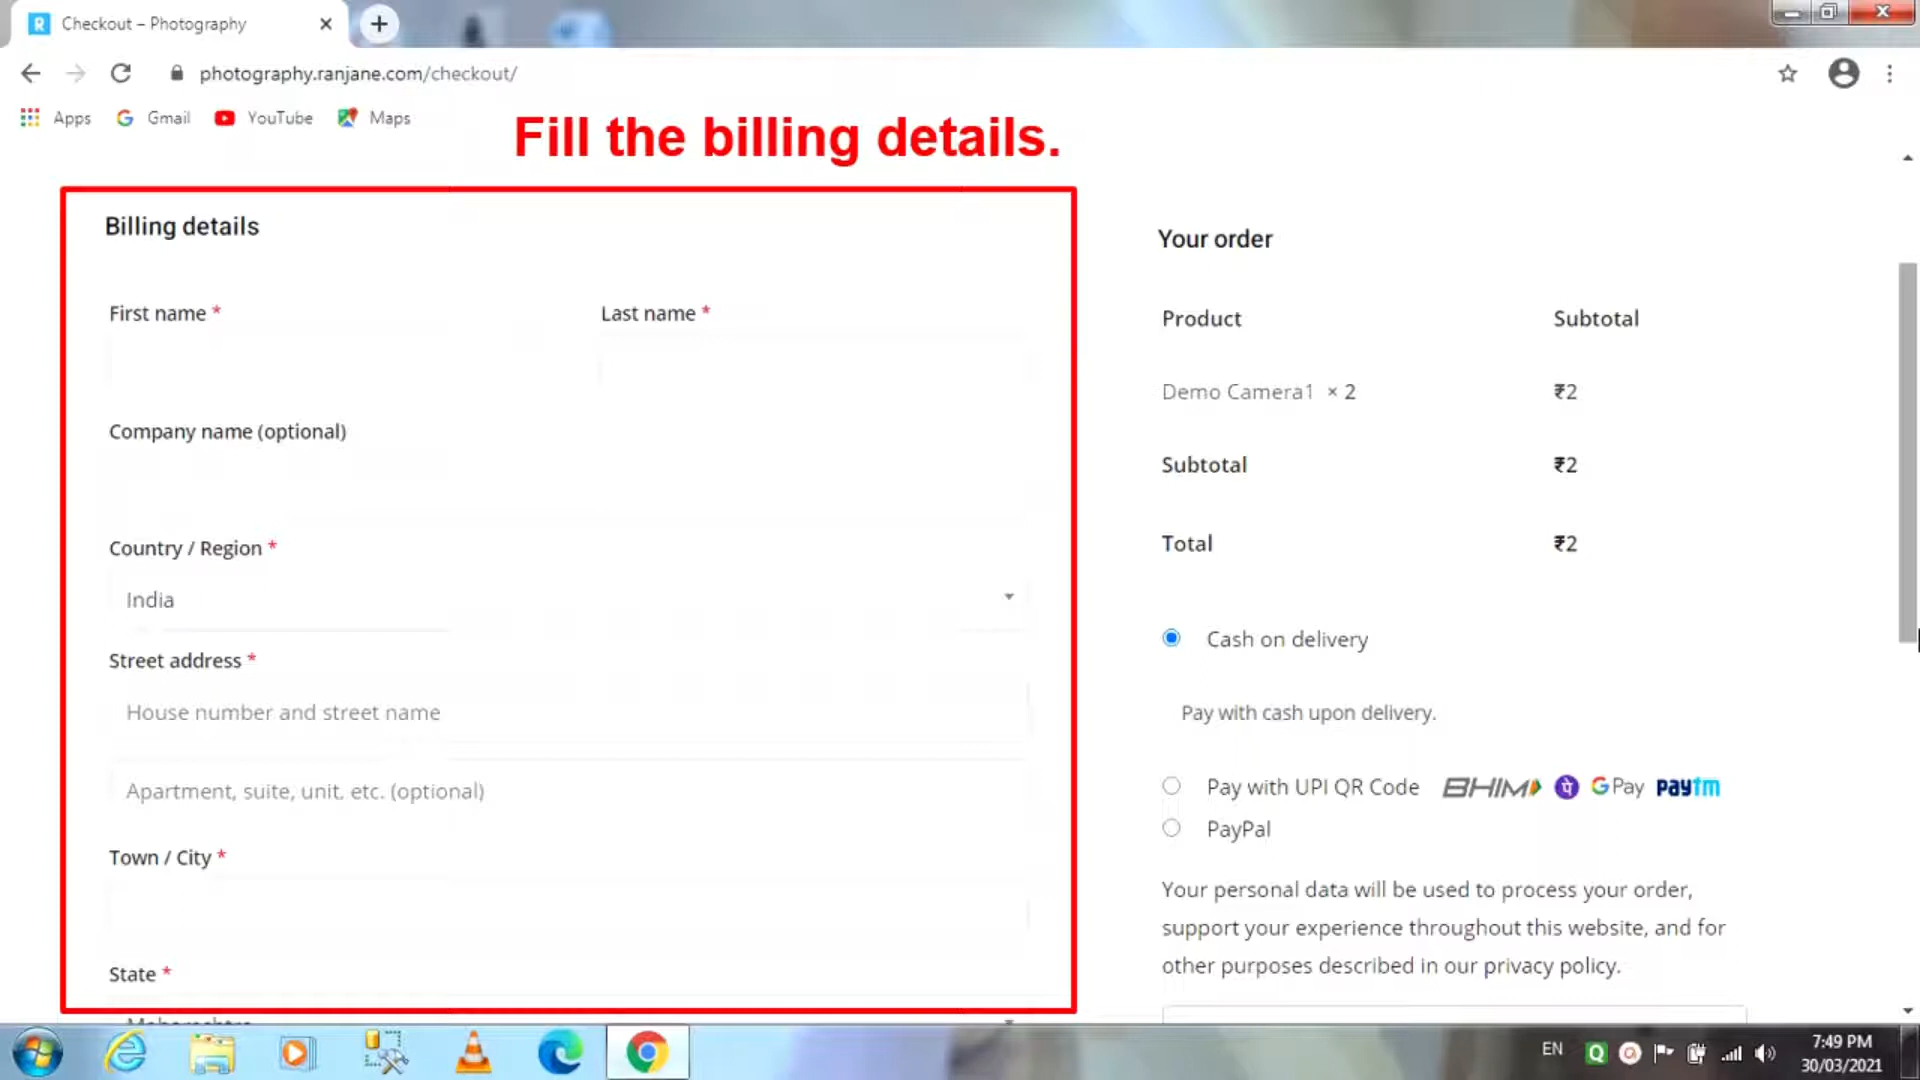 Checkout – Photography
photography.ranjane.com/checkout/
Apps Gmail YouTube Maps
Fill the billing details.
Billing details
First name *
Last name *
Company name (optional)
Country / Region *
India
Street address *
House number and street name
Apartment, suite, unit, etc. (optional)
Town / City *
State *
Maharashtra
Your order
Product Subtotal
Demo Camera1 × 2 ₹2
Subtotal ₹2
Total ₹2
Cash on delivery
Pay with cash upon delivery.
Pay with UPI QR Code BHIM पे G Pay paytm
PayPal
Your personal data will be used to process your order,
support your experience throughout this website, and for
other purposes described in our privacy policy.
EN
7:49 PM
30/03/2021